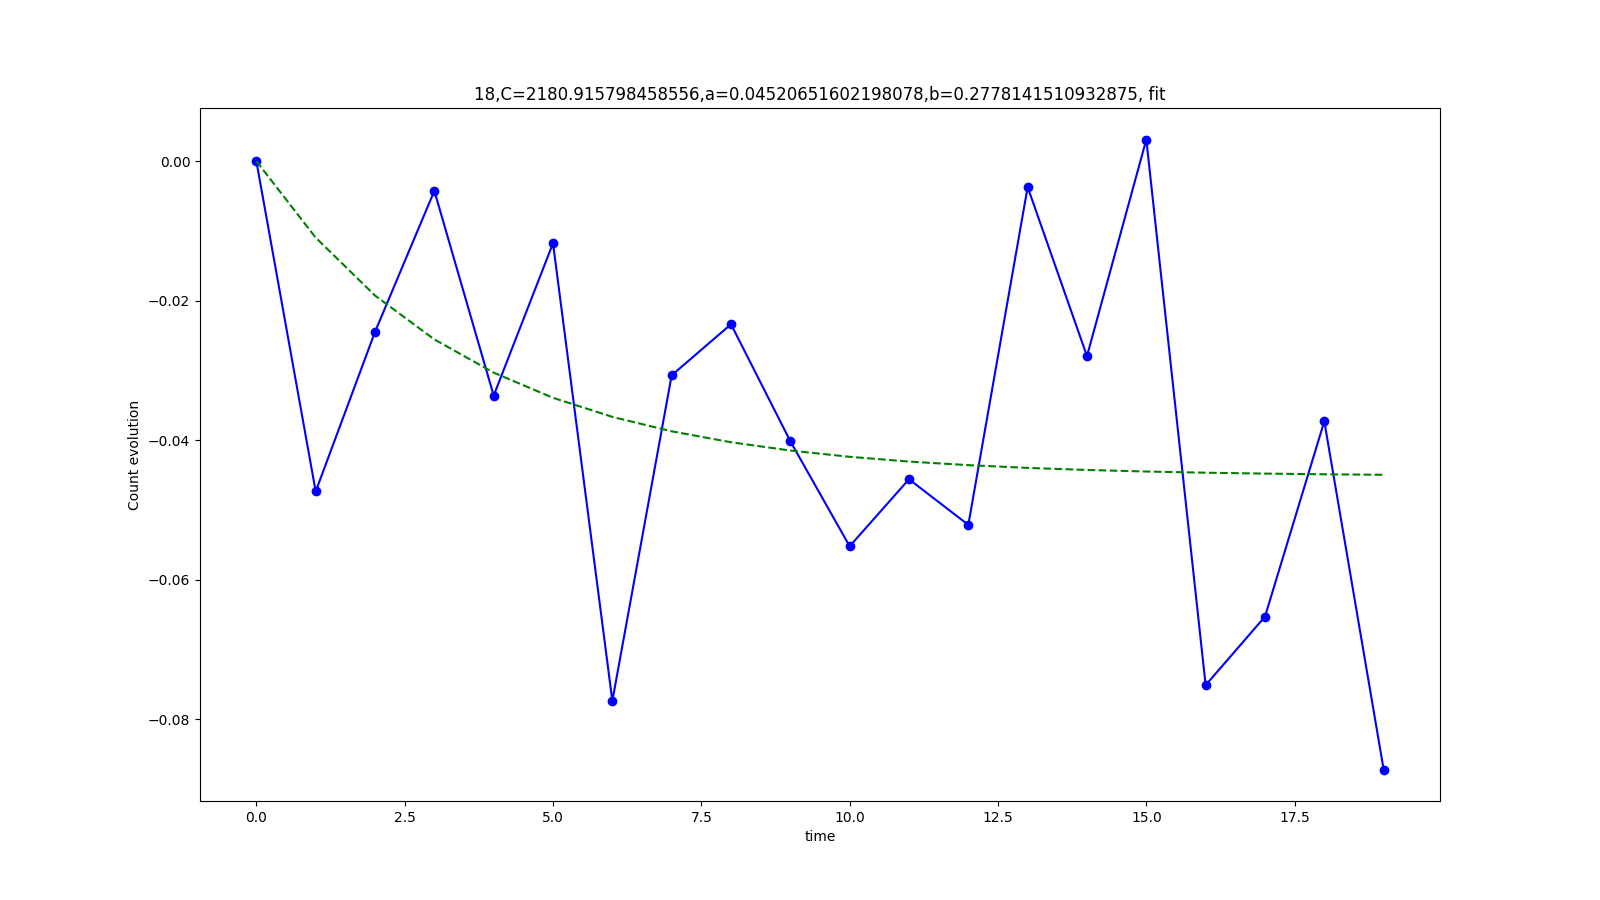 18,C=2180.915798458556,a=0.04520651602198078,b=0.2778141510932875, fit
Count evolution
0.00
−0.02
−0.04
−0.06
−0.08
0.0 2.5 5.0 7.5 10.0 12.5 15.0 17.5
time